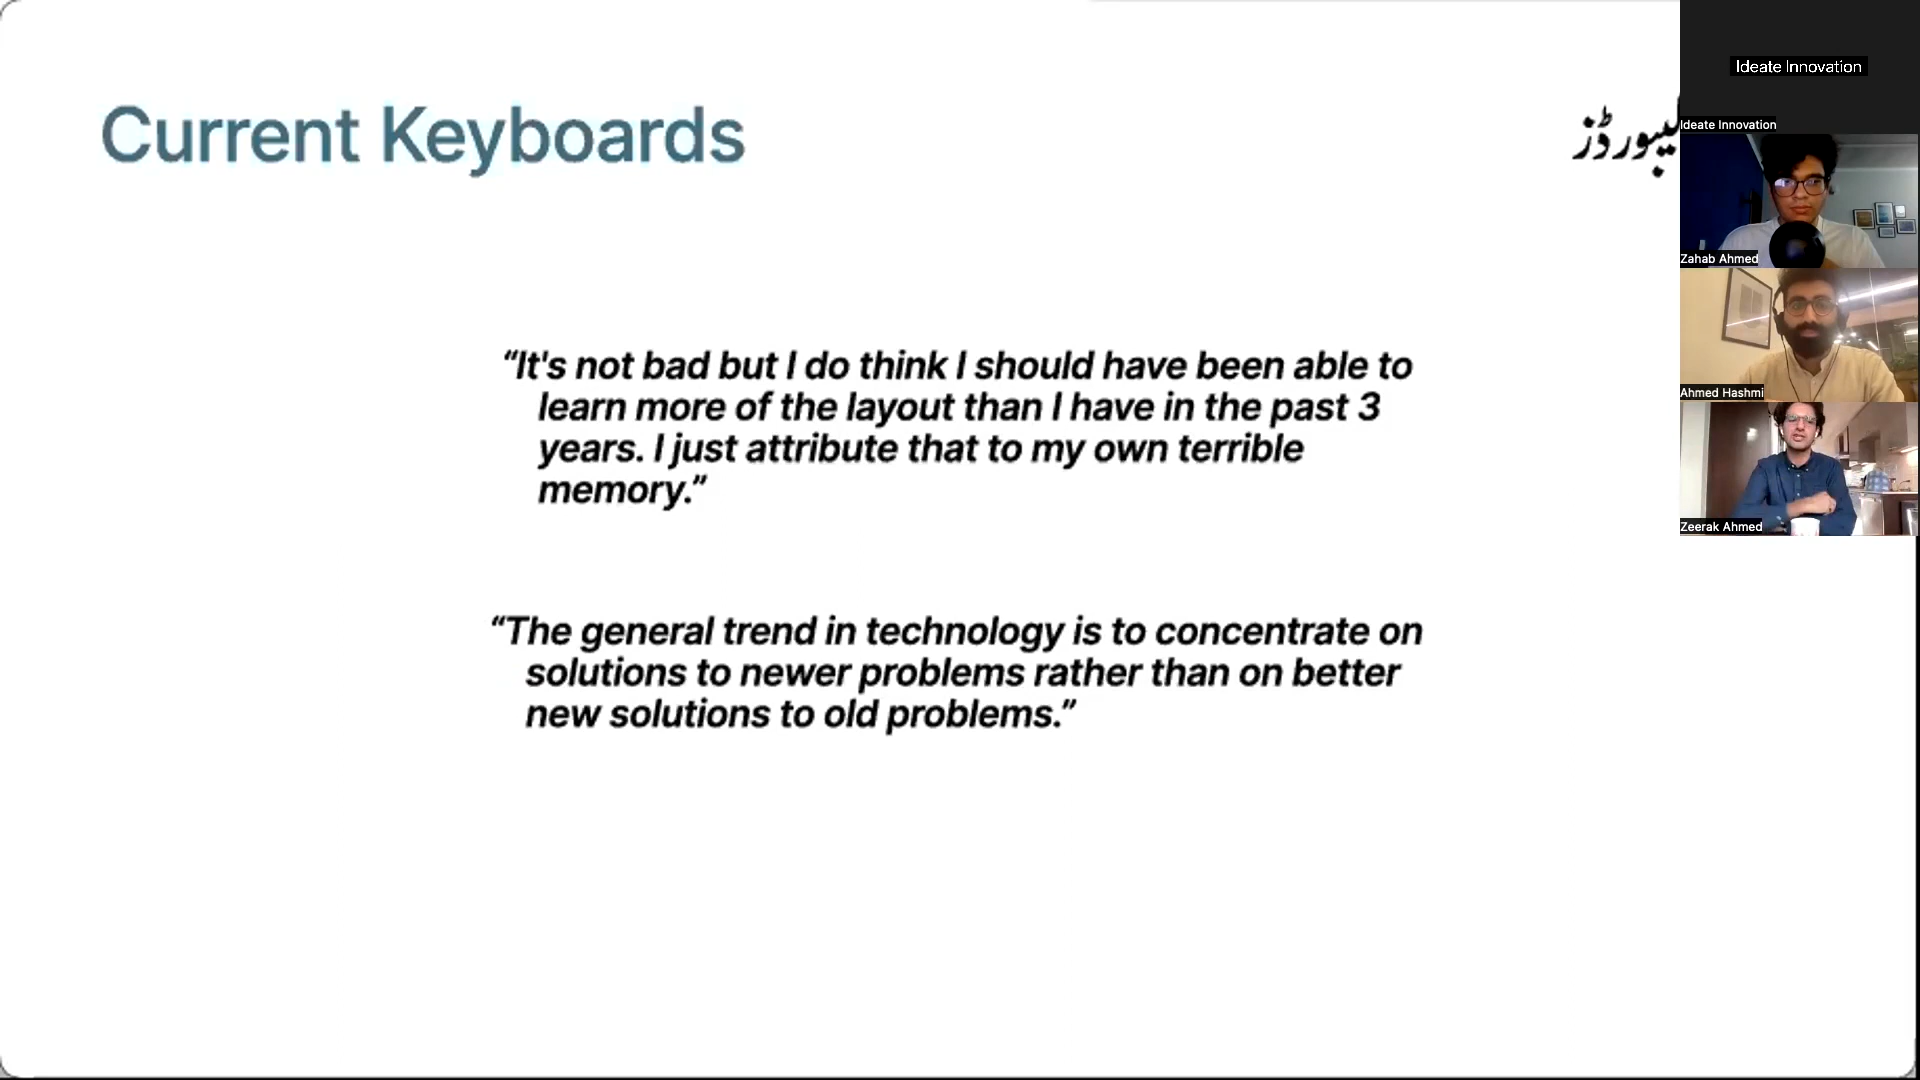 Current Keyboards
“It's not bad but I do think I should have been able to
learn more of the layout than I have in the past 3
years. I just attribute that to my own terrible
memory.”
“The general trend in technology is to concentrate on
solutions to newer problems rather than on better
new solutions to old problems.”
Ideate Innovation
Ideate Innovation
Zahab Ahmed
Ahmed Hashmi
Zeerak Ahmed